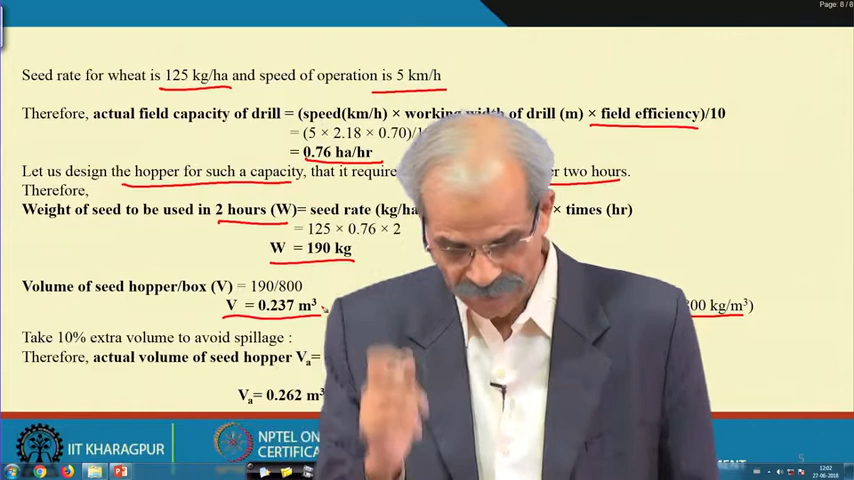 Page: 8 / 8
Seed rate for wheat is 125 kg/ha and speed of operation is 5 km/h
Therefore, actual field capacity of drill = (speed(km/h) × working width of drill (m) × field efficiency)/10
= (5 × 2.18 × 0.70)/1
= 0.76 ha/hr
Let us design the hopper for such a capacity, that it require two hours.
Therefore,
Weight of seed to be used in 2 hours (W)= seed rate (kg/ha × times (hr)
= 125 × 0.76 × 2
W = 190 kg
Volume of seed hopper/box (V) = 190/800
V = 0.237 m³ 00 kg/m³)
Take 10% extra volume to avoid spillage :
Therefore, actual volume of seed hopper Vₐ=
Vₐ= 0.262 m³
IIT KHARAGPUR
NPTEL ON
CERTIFICA
5
12:02
27-06-2018